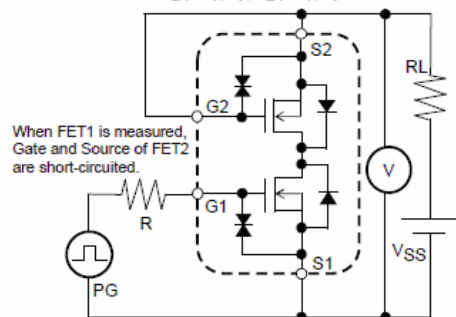 S2
RL
G2
When FET1 is measured,
Gate and Source of FET2
are short-circuited.
V
R
G1
VSS
S1
PG